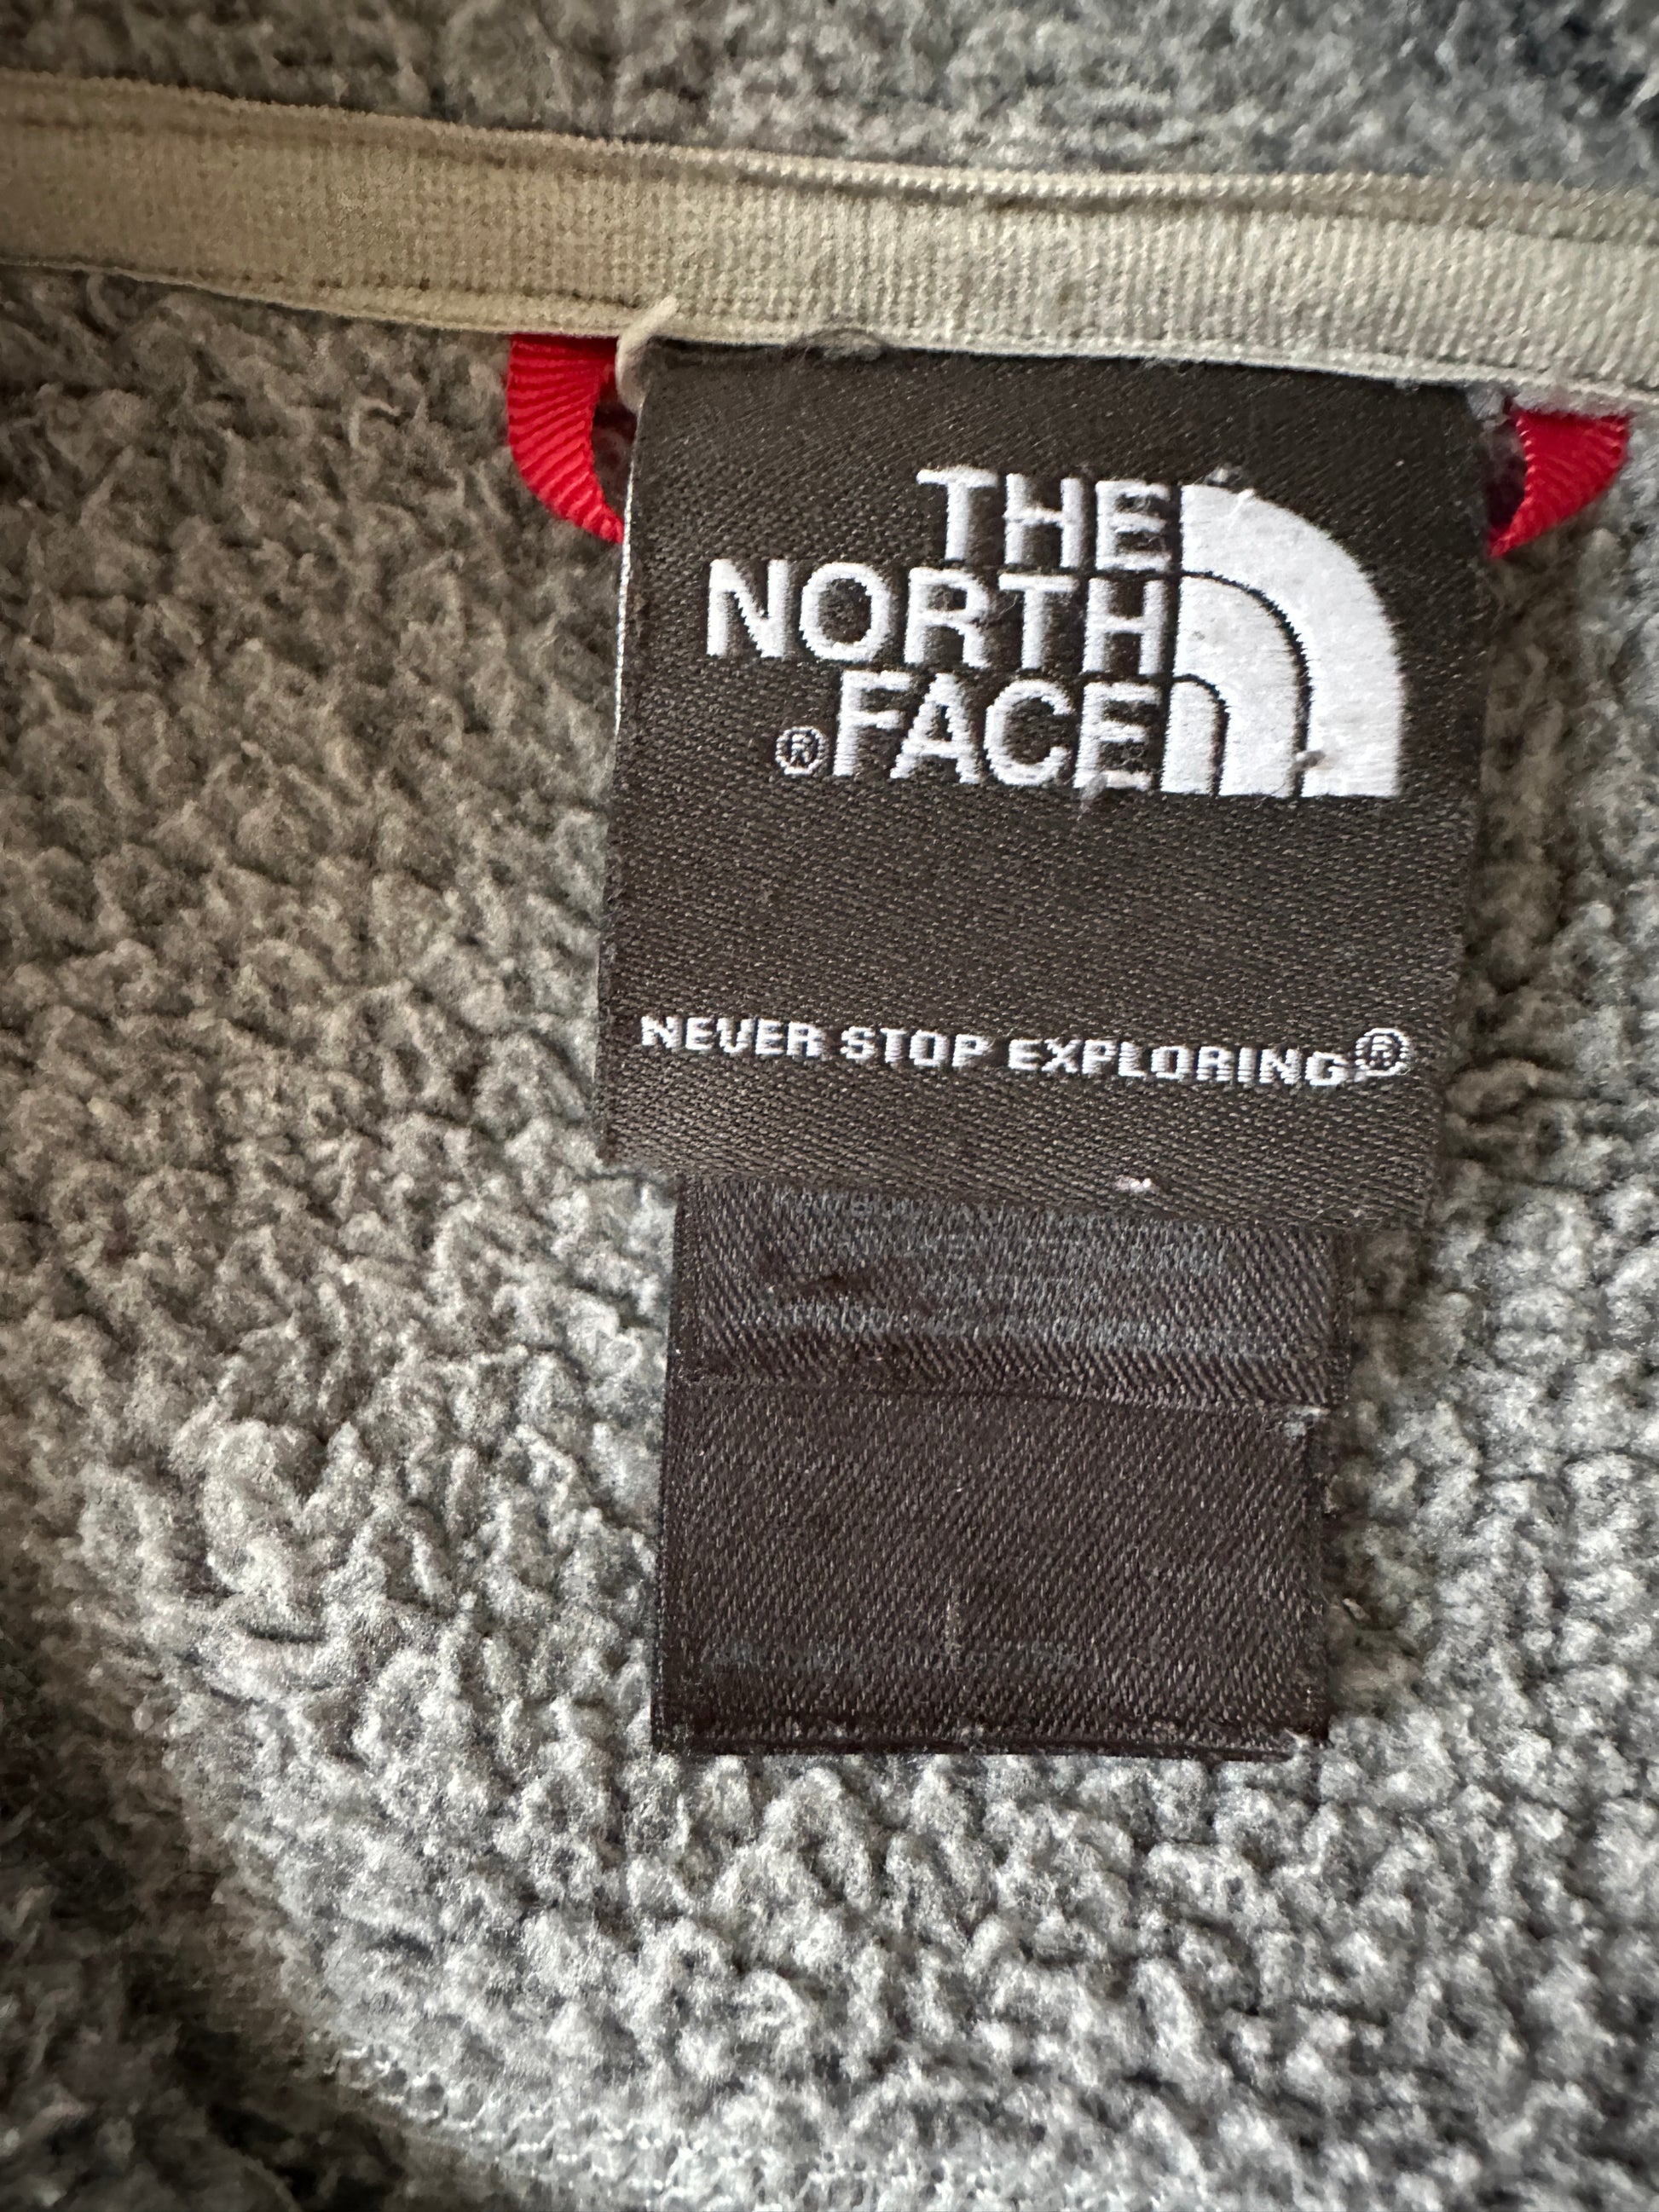 THE
NORTH
®FACE
NEVER STOP EXPLORING®